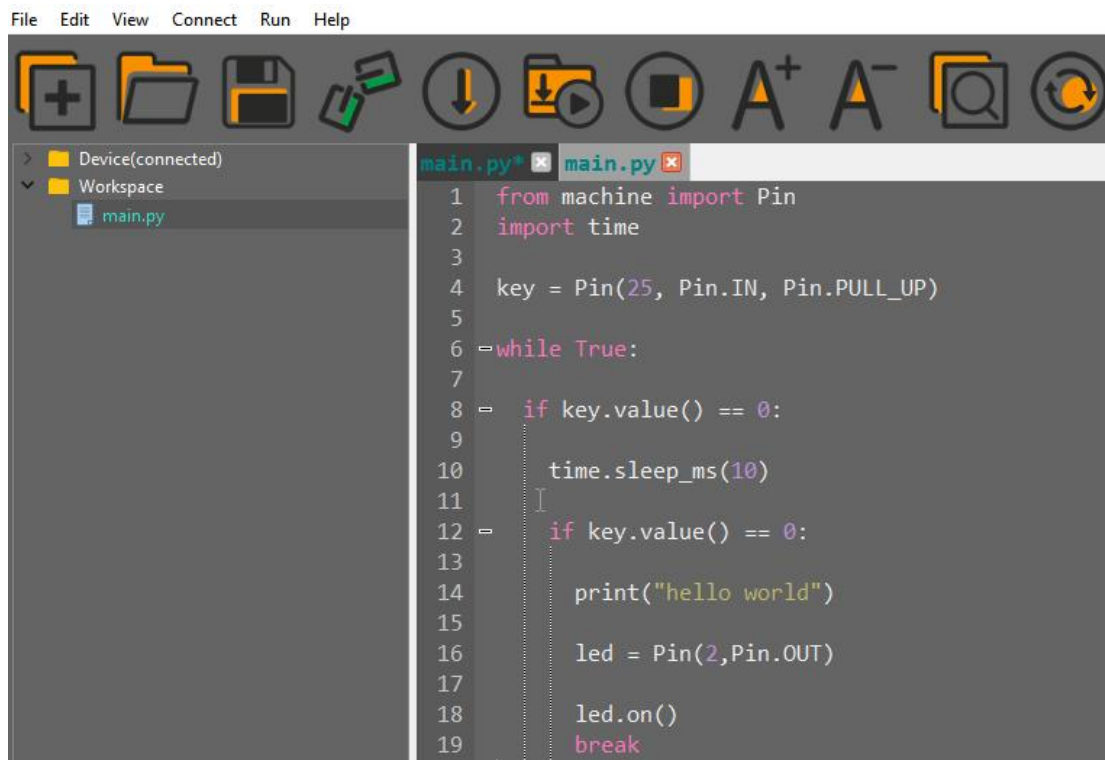 File Edit View Connect Run Help
A+ A-
Device(connected)
Workspace
main.py
main.py* main.py
1 from machine import Pin
2 import time
3
4 key = Pin(25, Pin.IN, Pin.PULL_UP)
5
6 while True:
7
8 if key.value() == 0:
9
10 time.sleep_ms(10)
11
12 if key.value() == 0:
13
14 print("hello world")
15
16 led = Pin(2,Pin.OUT)
17
18 led.on()
19 break